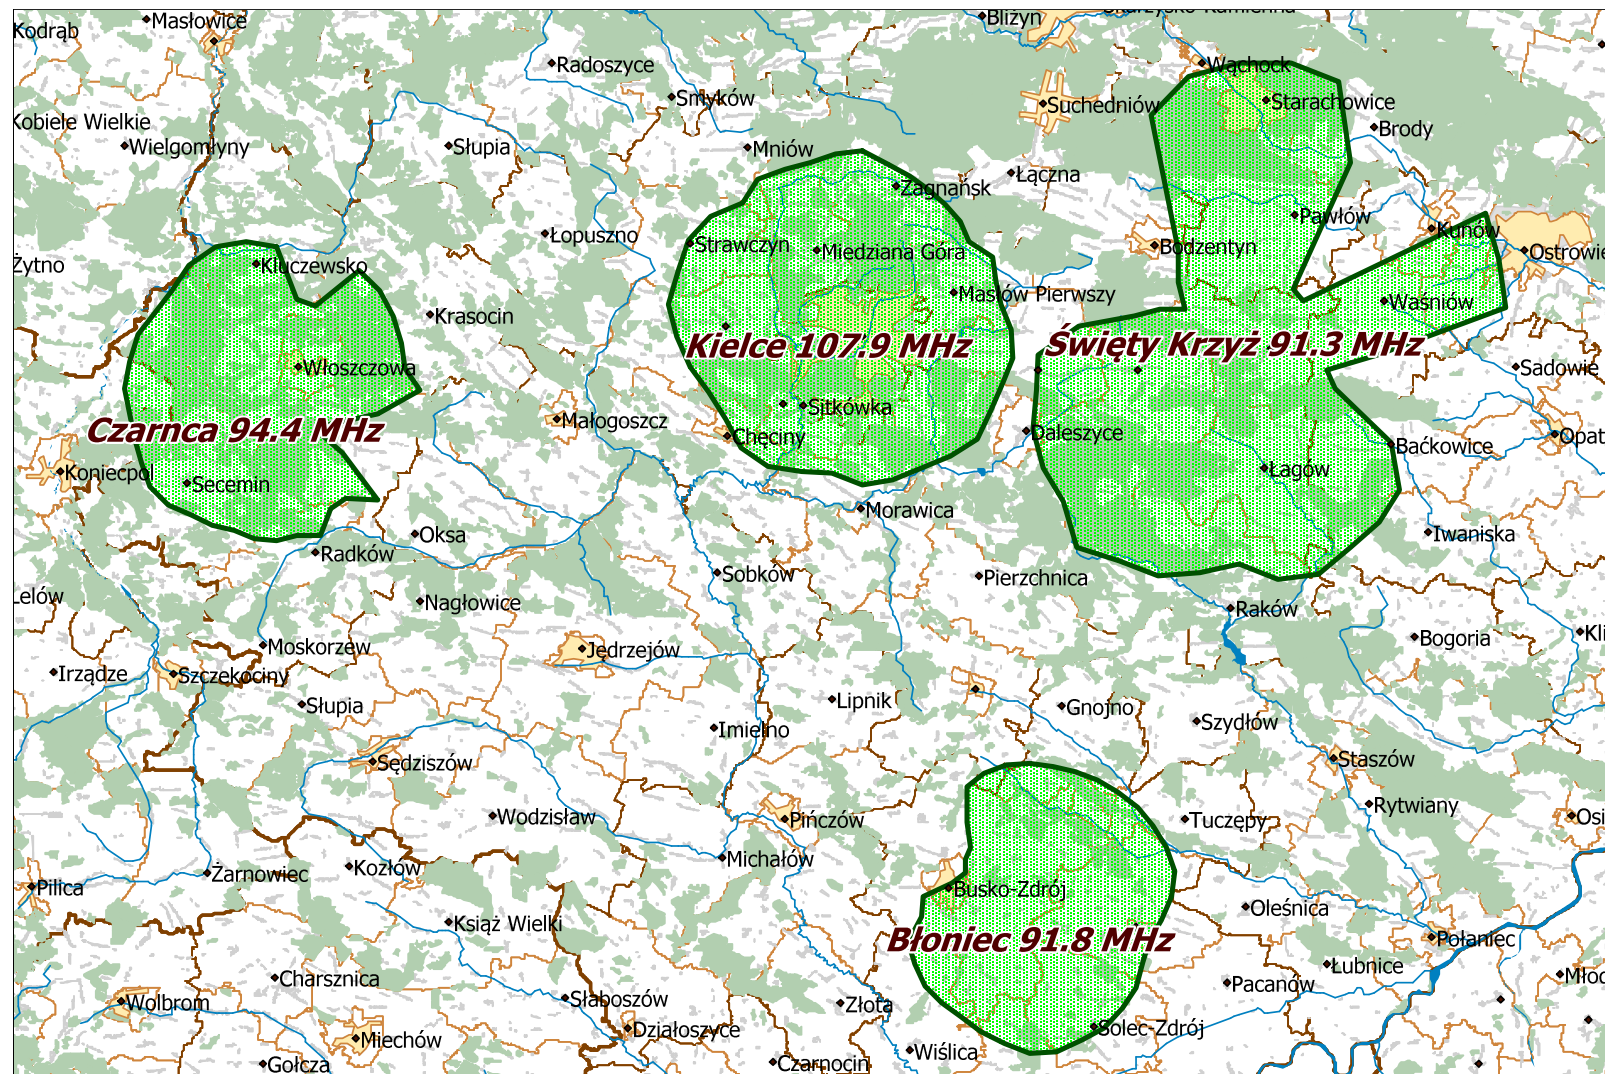 Masłowice
Bliżyn
Kodrąb
Radoszyce
Wąchock
Smyków
Suchedniów
Starachowice
Kobiele Wielkie
Brody
Wielgomłyny
Słupia
Mniów
Łączna
Zagnańsk
Pawłów
Kunów
Łopuszno
Strawczyn
Miedziana Góra
Bodzentyn
Ostrowie
Żytno
Kluczewsko
Masłów Pierwszy
Waśniów
Krasocin
Kielce 107.9 MHz
Święty Krzyż 91.3 MHz
Włoszczowa
Sadowie
Sitkówka
Małogoszcz
Czarnca 94.4 MHz
Chęciny
Daleszyce
Opat
Baćkowice
Koniecpol
Secemin
Łagów
Morawica
Oksa
Iwaniska
Radków
Sobków
Pierzchnica
Lelów
Nagłowice
Raków
Moskorzew
Jędrzejów
Bogoria
Kli
Irządze
Szczekociny
Słupia
Lipnik
Gnojno
Szydłów
Imielno
Sędziszów
Staszów
Rytwiany
Wodzisław
Pińczów
Tuczępy
Osi
Michałów
Kozłów
Żarnowiec
Pilica
Busko-Zdrój
Oleśnica
Książ Wielki
Błoniec 91.8 MHz
Połaniec
Łubnice
Charsznica
Pacanów
Młod
Wolbrom
Słaboszów
Złota
Działoszyce
Solec-Zdrój
Miechów
Wiślica
Gołcza
Czarnocin